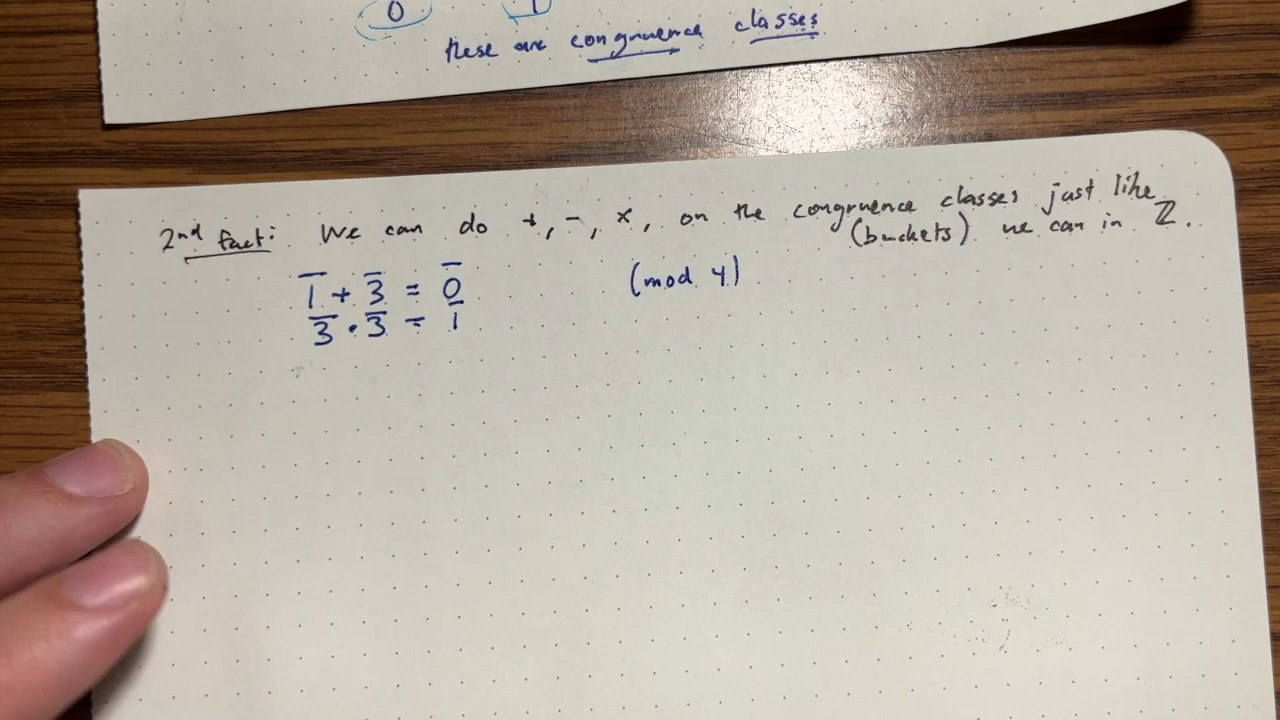 0 1
these are congruence classes
2nd fact: We can do +, -, ×, on the congruence classes just like
(buckets) we can in ℤ.
1̅ + 3̅ = 0̅ (mod 4)
3̅ · 3̅ = 1̅